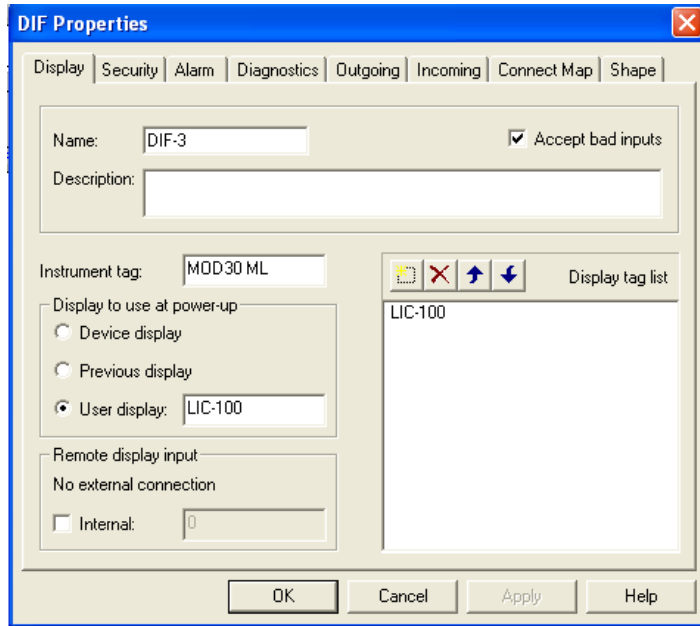 DIF Properties
Display Security Alarm Diagnostics Outgoing Incoming Connect Map Shape
Name: DIF-3 Accept bad inputs
Description:
Instrument tag: MOD30 ML
Display tag list
Display to use at power-up
Device display
Previous display
User display: LIC-100
LIC-100
Remote display input
No external connection
Internal: 0
OK Cancel Apply Help